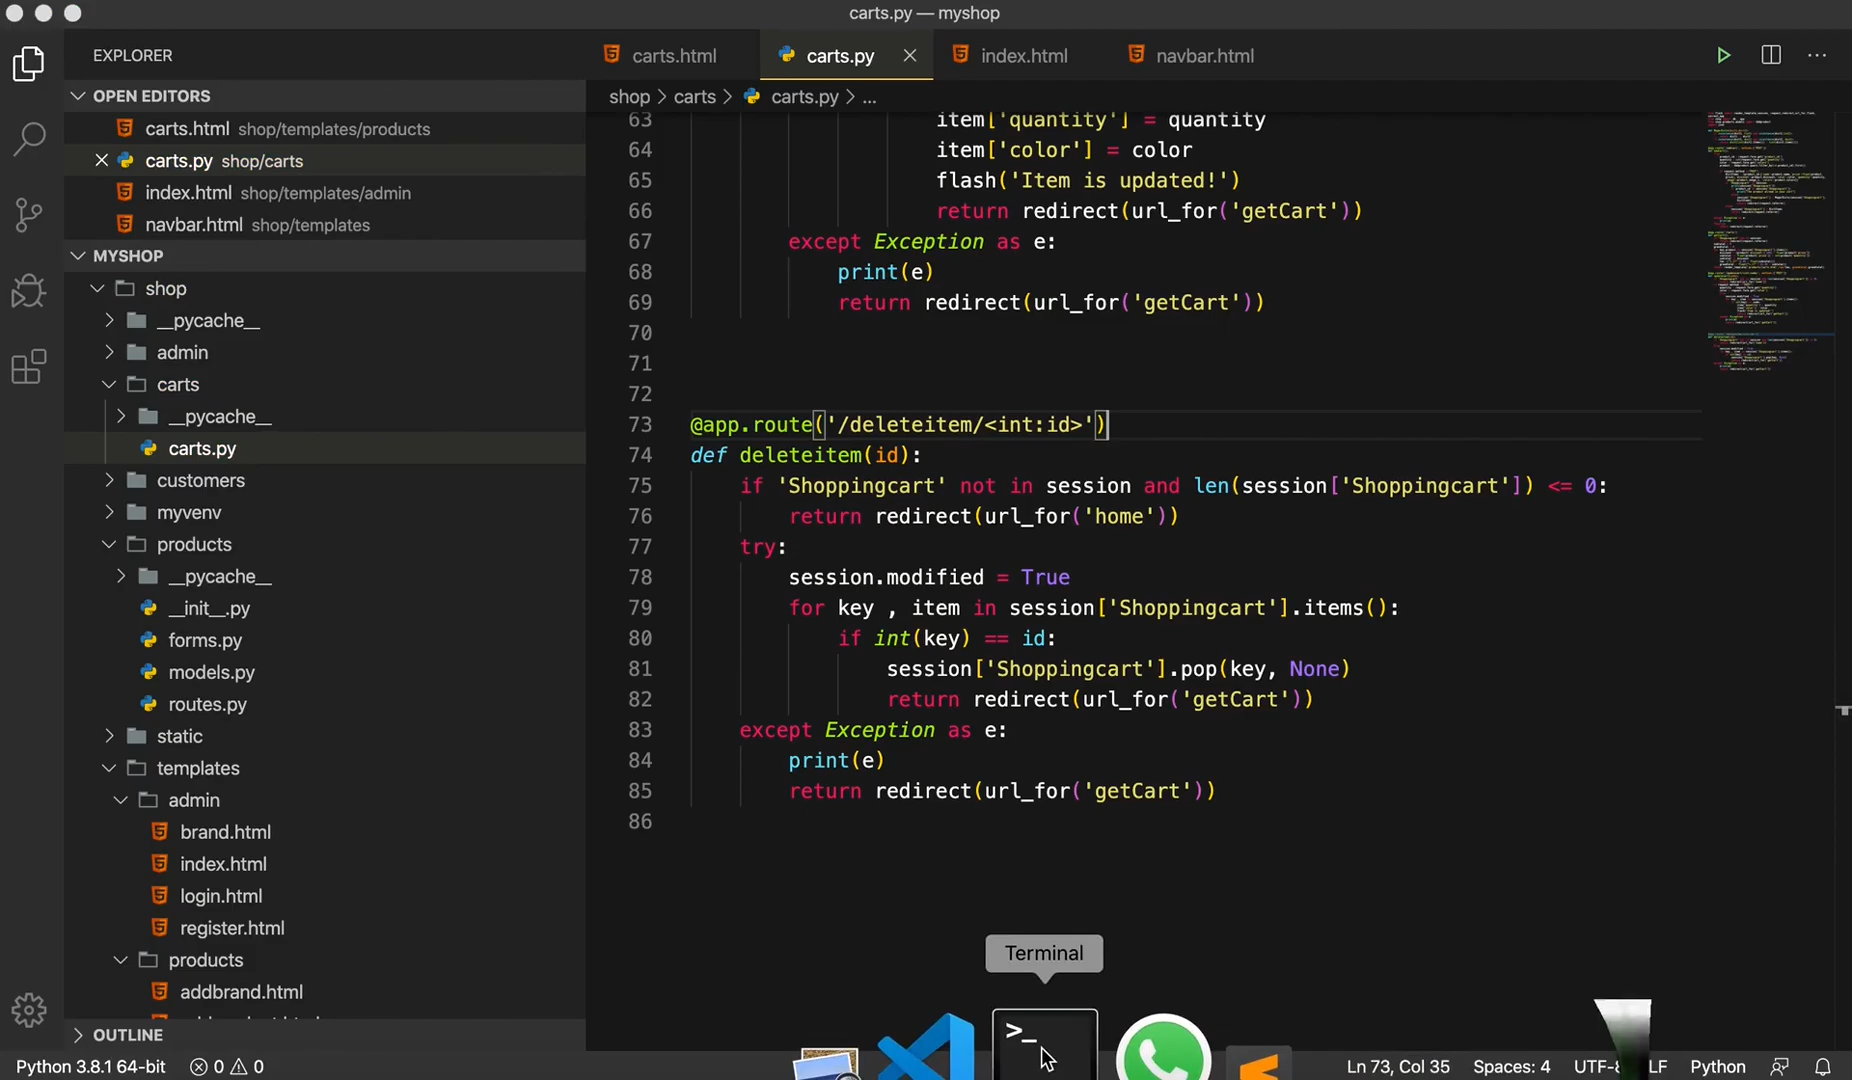 carts.py — myshop
EXPLORER
OPEN EDITORS
carts.html shop/templates/products
carts.py shop/carts
index.html shop/templates/admin
navbar.html shop/templates
MYSHOP
shop
__pycache__
admin
carts
__pycache__
carts.py
customers
myvenv
products
__pycache__
__init__.py
forms.py
models.py
routes.py
static
templates
admin
brand.html
index.html
login.html
register.html
products
addbrand.html
OUTLINE
carts.html carts.py index.html navbar.html
shop > carts > carts.py > ...
63 item['quantity'] = quantity
64 item['color'] = color
65 flash('Item is updated!')
66 return redirect(url_for('getCart'))
67 except Exception as e:
68 print(e)
69 return redirect(url_for('getCart'))
70
71
72
73 @app.route('/deleteitem/<int:id>')
74 def deleteitem(id):
75 if 'Shoppingcart' not in session and len(session['Shoppingcart']) <= 0:
76 return redirect(url_for('home'))
77 try:
78 session.modified = True
79 for key , item in session['Shoppingcart'].items():
80 if int(key) == id:
81 session['Shoppingcart'].pop(key, None)
82 return redirect(url_for('getCart'))
83 except Exception as e:
84 print(e)
85 return redirect(url_for('getCart'))
86
Terminal
>_
Python 3.8.1 64-bit 0 0 Ln 73, Col 35 Spaces: 4 UTF-8 LF Python